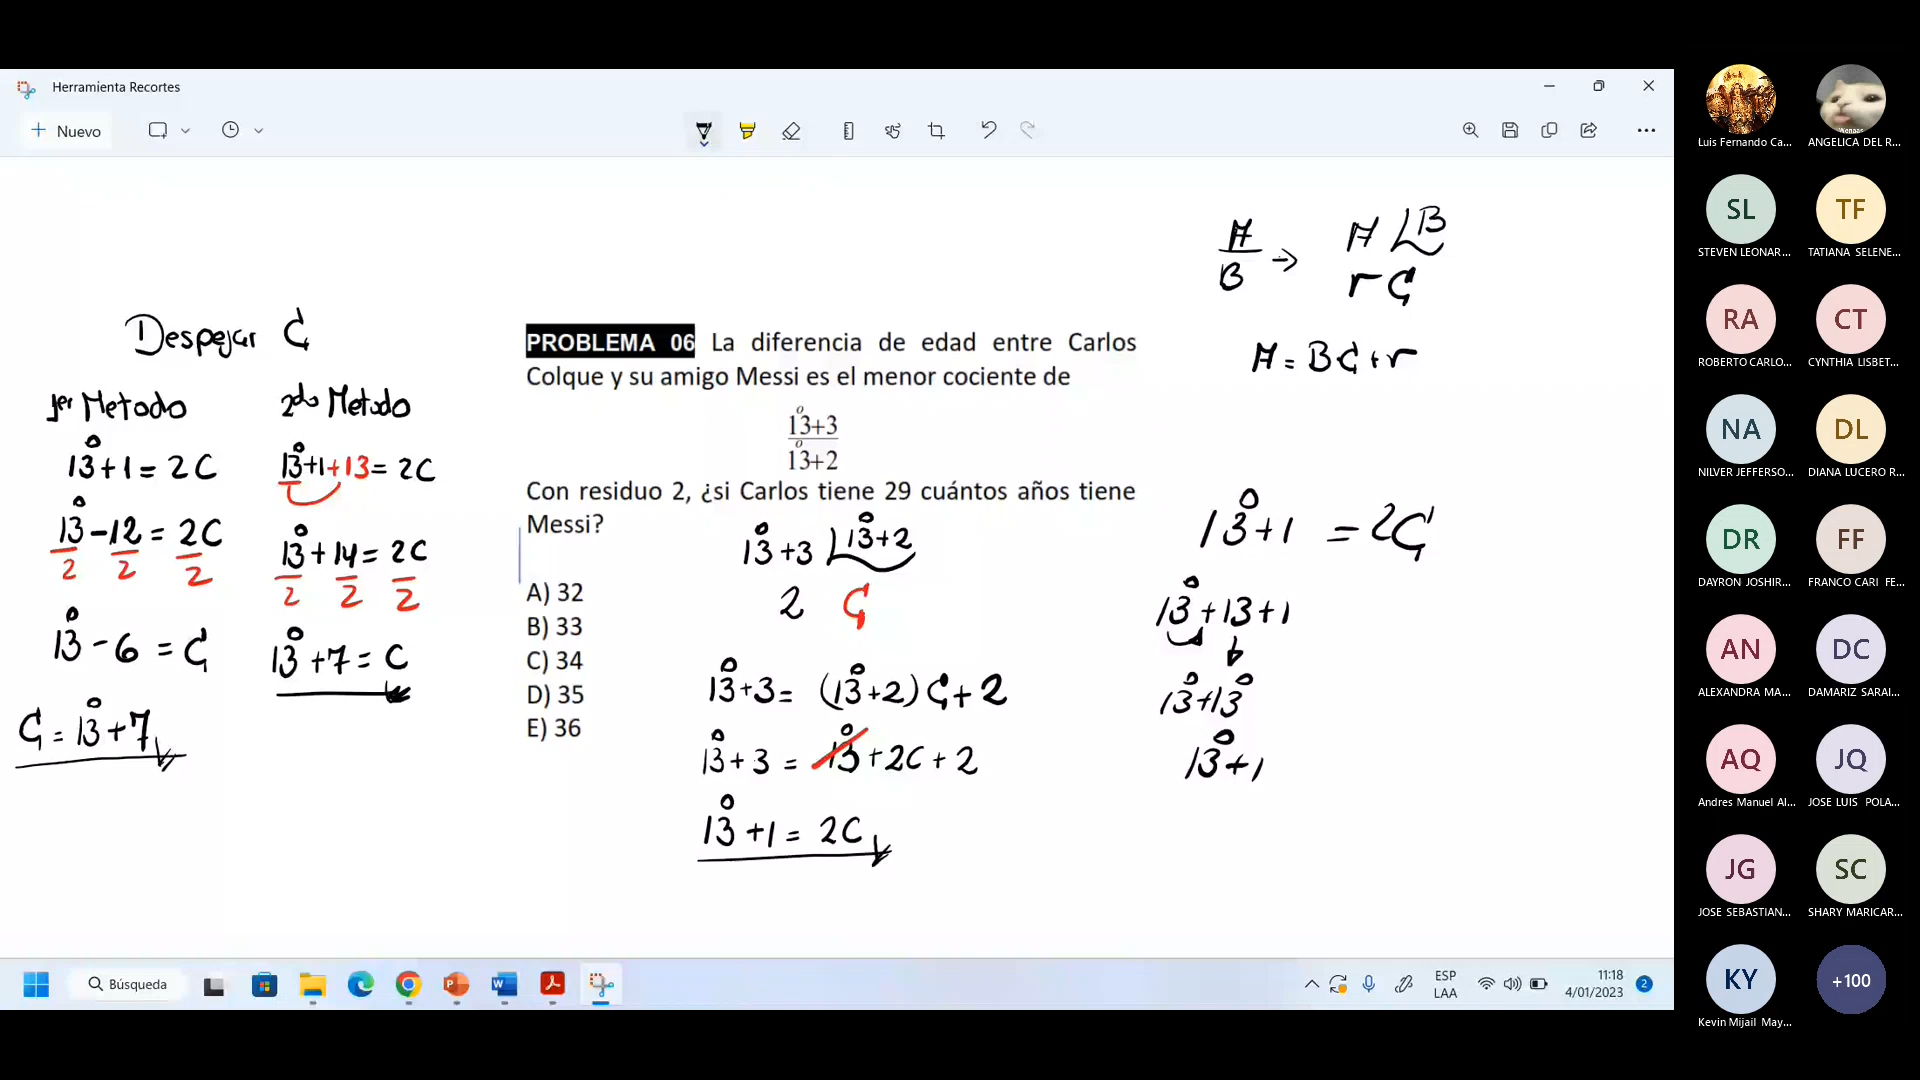 Herramienta Recortes
Nuevo
Despejar C
1er Metodo
13̊+1 = 2C
13̊/2 - 12/2 = 2C/2
13̊ - 6 = C
C = 13̊+7
2do Metodo
13̊+1+13 = 2C
13̊/2 + 14/2 = 2C/2
13̊ +7 = C
PROBLEMA 06 La diferencia de edad entre Carlos
Colque y su amigo Messi es el menor cociente de
13̊+3
13̊+2
Con residuo 2, ¿si Carlos tiene 29 cuántos años tiene
Messi?
A) 32
B) 33
C) 34
D) 35
E) 36
13̊+3 13̊+2
2 C
13̊+3 = (13̊+2)C+2
13̊+3 = 13̊+2C+2
13̊+1 = 2C
A/B → A B
r C
A = BC+r
13̊+1 = 2C
13̊+13+1
13̊+13̊
13̊+1
Luis Fernando Ca... ANGELICA DEL R...
SL TF
STEVEN LEONAR... TATIANA SELENE...
RA CT
ROBERTO CARLO... CYNTHIA LISBET...
NA DL
NILVER JEFFERSO... DIANA LUCERO R...
DR FF
DAYRON JOSHIR... FRANCO CARI FE...
AN DC
ALEXANDRA MA... DAMARIZ SARAI...
AQ JQ
Andres Manuel Al... JOSE LUIS POLA...
JG SC
JOSE SEBASTIAN... SHARY MARICAR...
KY +100
Kevin Mijail May...
Búsqueda
ESP
LAA
11:18
4/01/2023
2